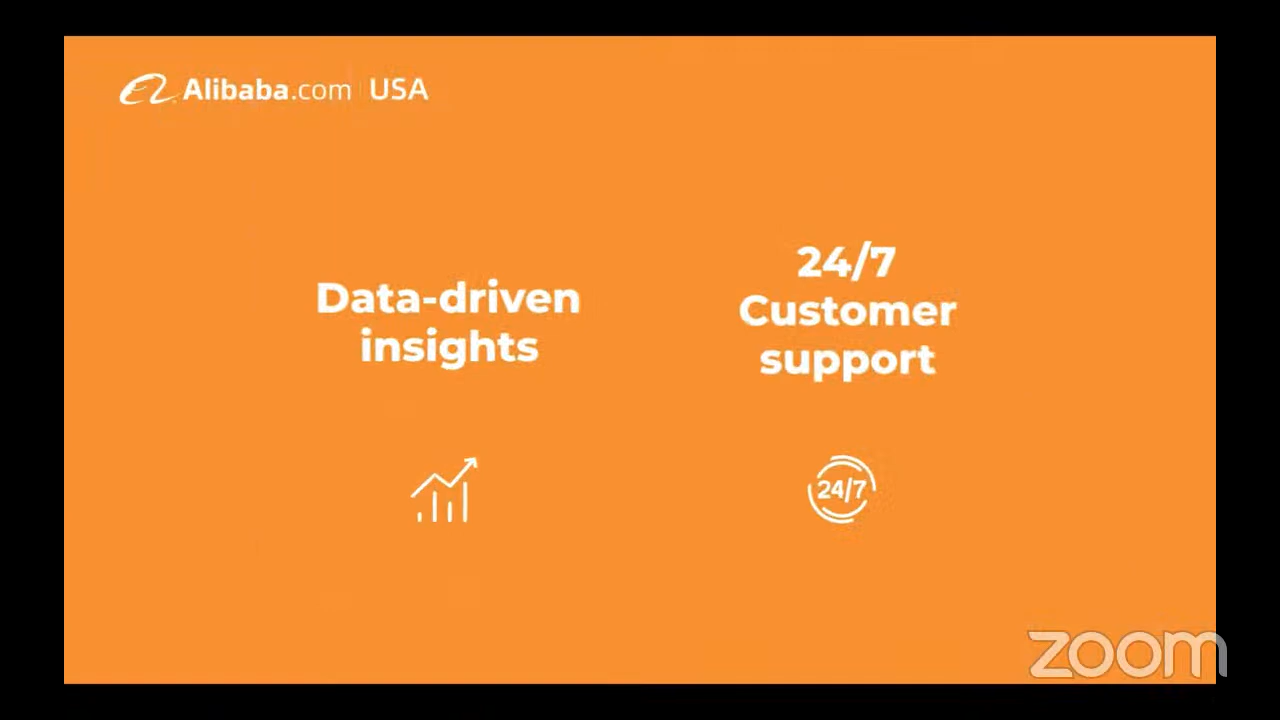 Alibaba.com | USA
Data-driven
insights
24/7
Customer
support
24/7
zoom